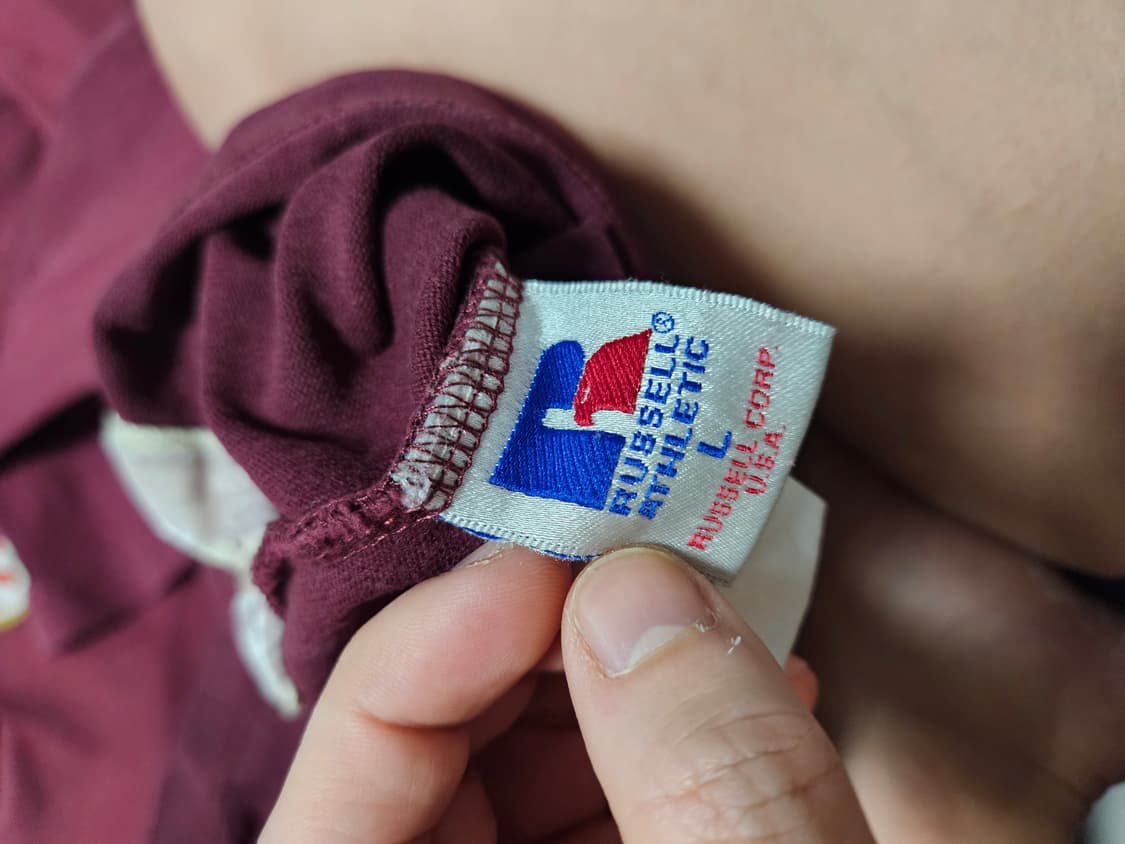 RUSSELL®
ATHLETIC
L
RUSSELL CORP.
U.S.A.